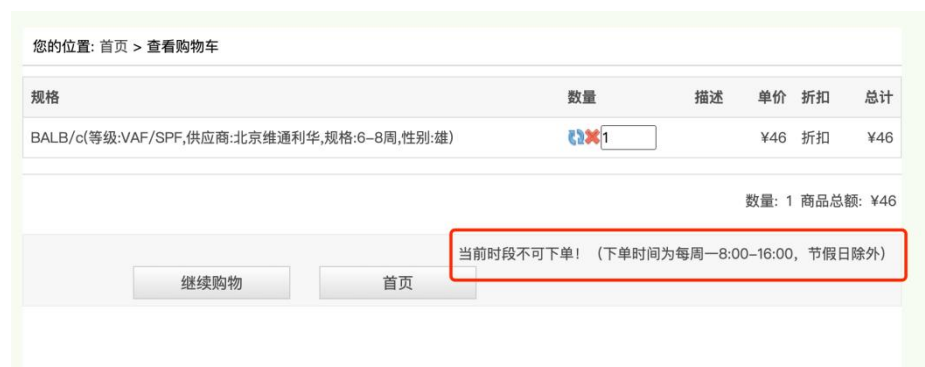 您的位置: 首页 > 查看购物车
规格 数量 描述 单价 折扣 总计
BALB/c(等级:VAF/SPF,供应商:北京维通利华,规格:6–8周,性别:雄) 1 ¥46 折扣 ¥46
数量: 1 商品总额: ¥46
当前时段不可下单! (下单时间为每周一8:00–16:00, 节假日除外)
继续购物 首页